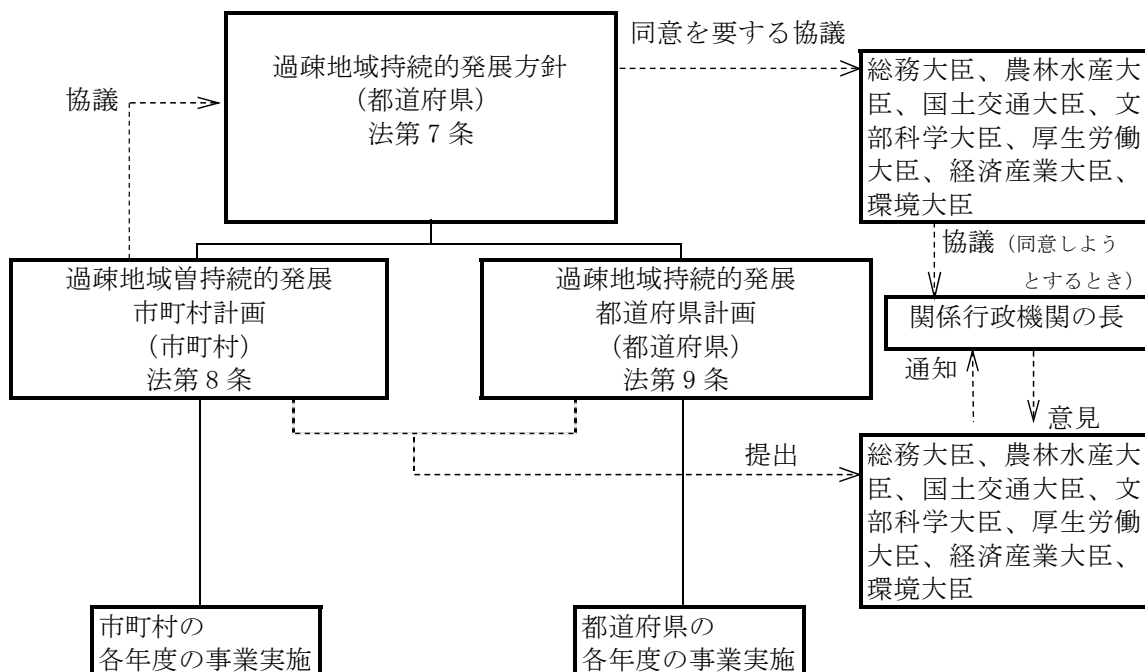 同意を要する協議
過疎地域持続的発展方針
(都道府県)
法第7条
協議
総務大臣、農林水産大
臣、国土交通大臣、文
部科学大臣、厚生労働
大臣、経済産業大臣、
環境大臣
協議（同意しよう
とするとき）
関係行政機関の長
過疎地域曽持続的発展
市町村計画
(市町村)
法第8条
過疎地域持続的発展
都道府県計画
(都道府県)
法第9条
通知
意見
提出
総務大臣、農林水産大
臣、国土交通大臣、文
部科学大臣、厚生労働
大臣、経済産業大臣、
環境大臣
市町村の
各年度の事業実施
都道府県の
各年度の事業実施